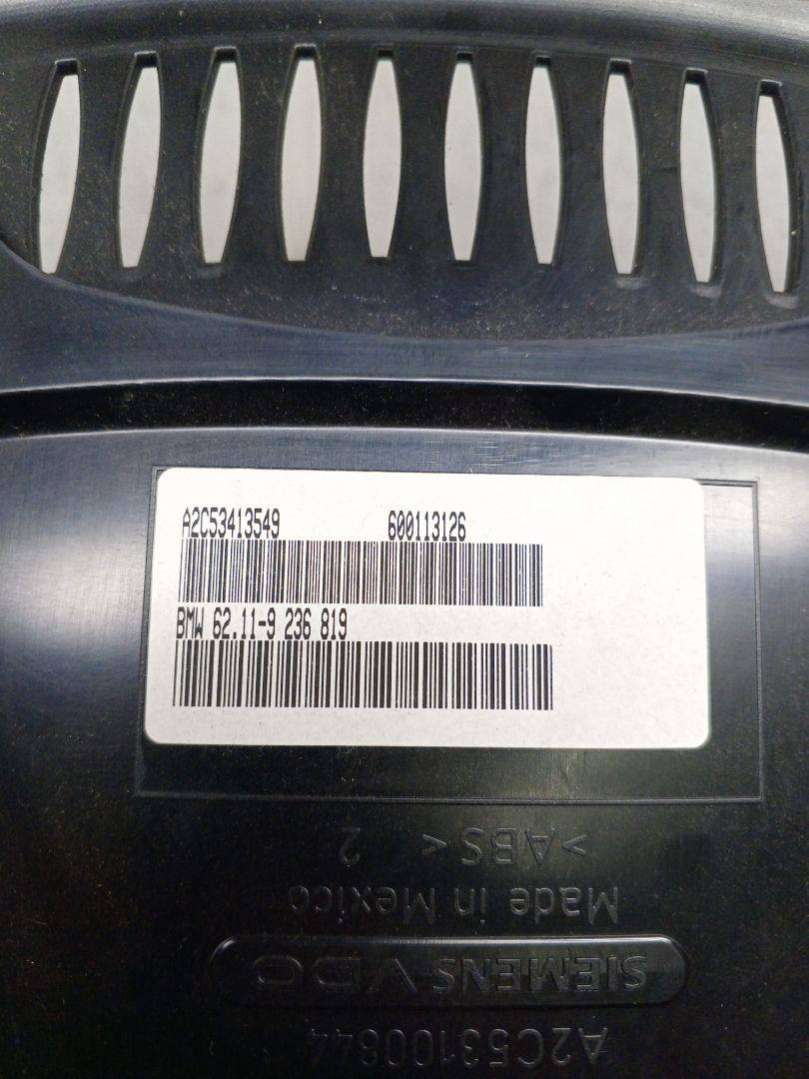 A2C53413549 600113126
BMW 62.11-9 236 819
>ABS< 2
Made in Mexico
SIEMENS VDO
A2C53100844